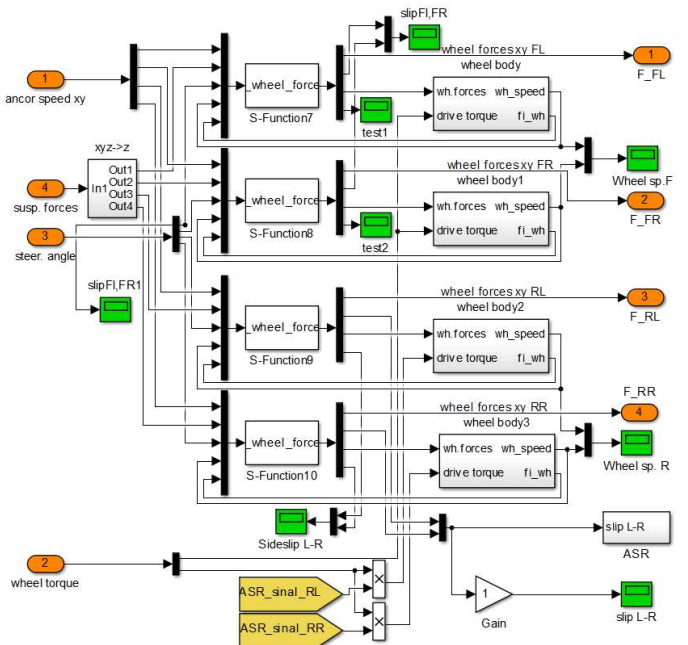 slipFl,FR
wheel forces xy FL
1
wheel body
F_FL
1
ancor speed xy
_wheel_force
S-Function7
wh.forces wh_speed
drive torque fi_wh
test1
xyz->z
In1
Out1
Out2
Out3
Out4
4
susp. forces
3
steer. angle
slipFl,FR1
_wheel_force
S-Function8
wheel forces xy FR
wheel body1
wh.forces wh_speed
drive torque fi_wh
test2
Wheel sp.F
2
F_FR
wheel forces xy RL
3
F_RL
wheel body2
_wheel_force
S-Function9
wh.forces wh_speed
drive torque fi_wh
F_RR
wheel forces xy RR
4
wheel body3
_wheel_force
S-Function10
wh.forces wh_speed
drive torque fi_wh
Wheel sp. R
Sideslip L-R
slip L-R
ASR
2
wheel torque
ASR_sinal_RL
×
ASR_sinal_RR
×
1
Gain
slip L-R